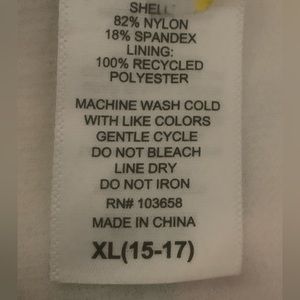 SHELL
82% NYLON
18% SPANDEX
LINING:
100% RECYCLED
POLYESTER
MACHINE WASH COLD
WITH LIKE COLORS
GENTLE CYCLE
DO NOT BLEACH
LINE DRY
DO NOT IRON
RN# 103658
MADE IN CHINA
XL(15-17)